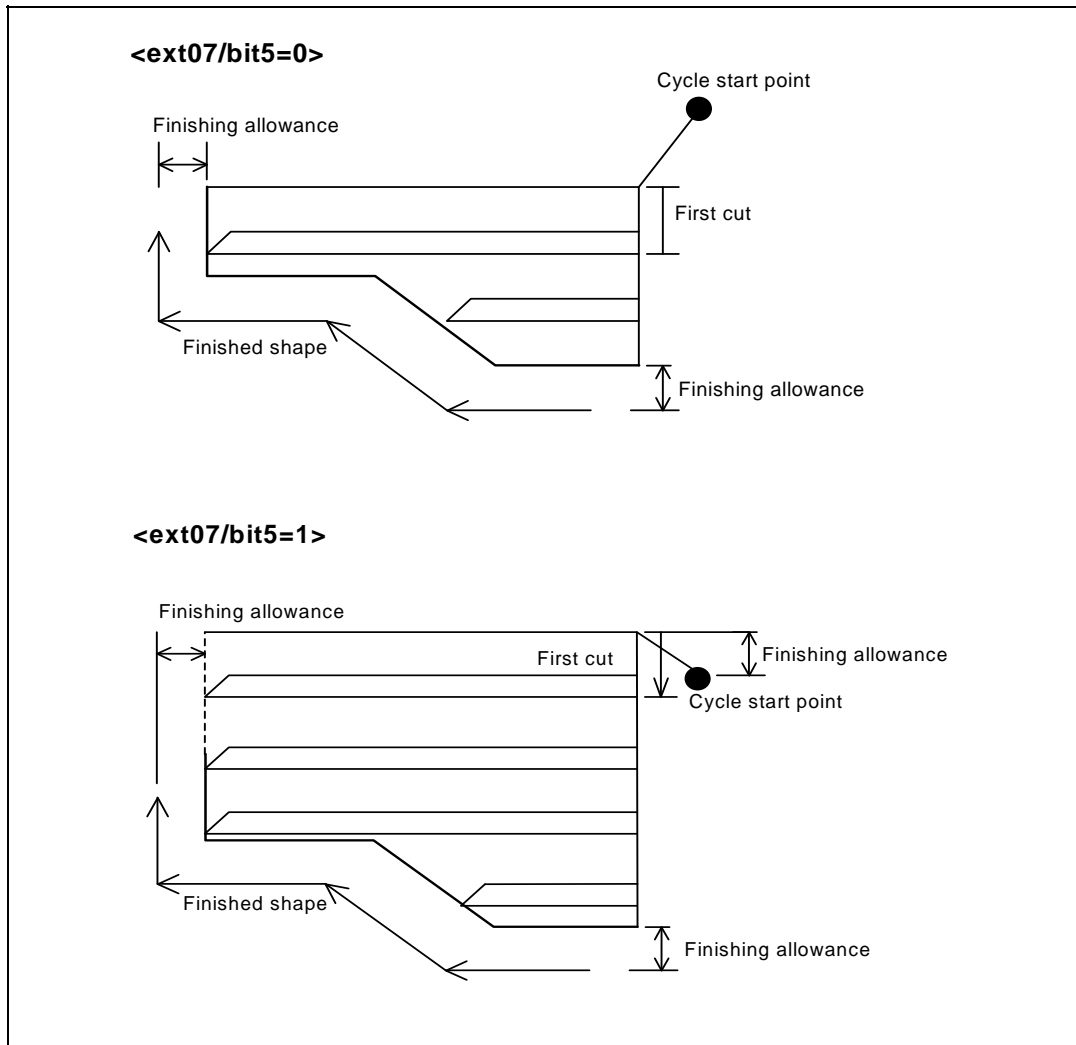 <ext07/bit5=0>
Cycle start point
Finishing allowance
First cut
Finished shape
Finishing allowance
<ext07/bit5=1>
Finishing allowance
First cut
Finishing allowance
Cycle start point
Finished shape
Finishing allowance